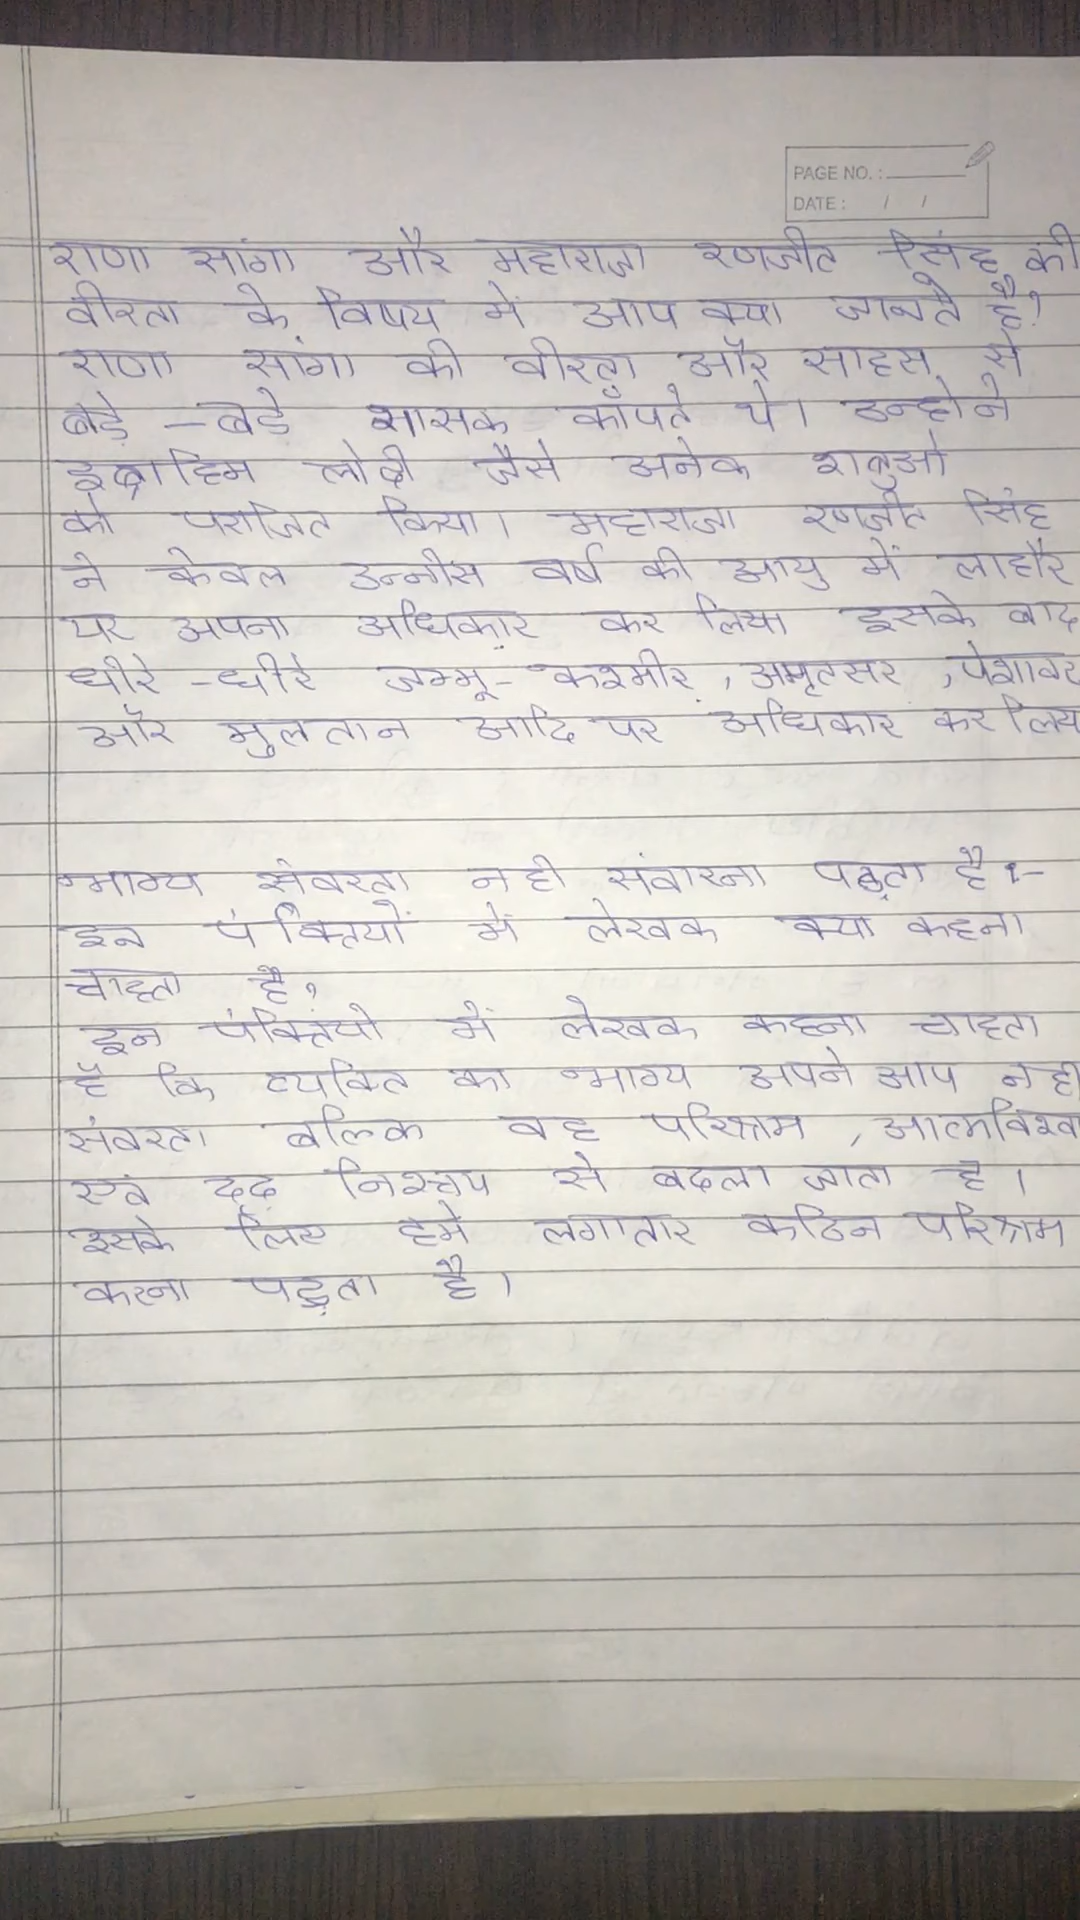 PAGE NO. :
DATE : / /
राणा सांगा और महाराजा रणजीत सिंह की
वीरता के विषय में आप क्या जानते है?
राणा सांगा की वीरता और साहस से
बड़े - बड़े शासक काँपते थे। उन्होने
इब्राहिम लोदी जैसे अनेक शत्रुओ
को पराजित किया। महाराजा रणजीत सिंह
ने केवल उन्नीस वर्ष की आयु में लाहौर
पर अपना अधिकार कर लिया इसके बाद
धीरे - धीरे जम्मू - कश्मीर , अमृतसर , पेशावर
और मुलतान आदि पर अधिकार कर लिय
भाग्य संवरता नही संवारना पड़ता है :-
इन पंक्तियों में लेखक क्या कहना
चाहता है?
इन पंक्तियो में लेखक कहना चाहता
है कि व्यक्ति का भाग्य अपने आप नही
संवरता बल्कि वह परिश्रम , आत्मविश्वा
एवं दृढ़ निश्चय से बदला जाता है ।
इसके लिए हमे लगातार कठिन परिश्रम
करना पड़ता है।